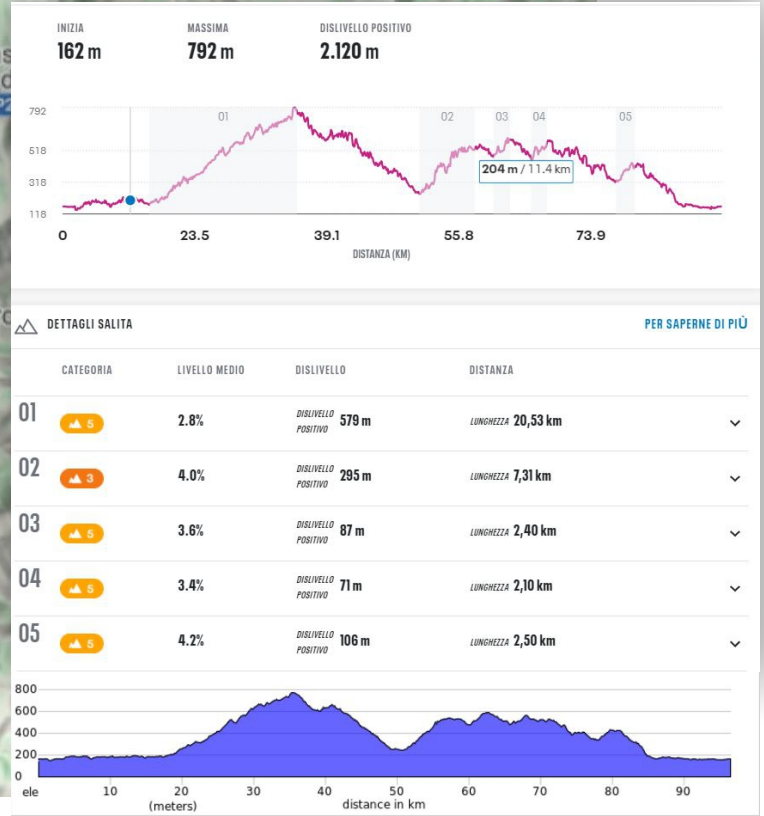 INIZIA MASSIMA DISLIVELLO POSITIVO
162 m 792 m 2.120 m
792
518
318
118
01 02 03 04 05
204 m / 11.4 km
0 23.5 39.1 55.8 73.9
DISTANZA (KM)
DETTAGLI SALITA PER SAPERNE DI PIÙ
CATEGORIA LIVELLO MEDIO DISLIVELLO DISTANZA
01 5 2.8% DISLIVELLO POSITIVO 579 m LUNGHEZZA 20,53 km
02 3 4.0% DISLIVELLO POSITIVO 295 m LUNGHEZZA 7,31 km
03 5 3.6% DISLIVELLO POSITIVO 87 m LUNGHEZZA 2,40 km
04 5 3.4% DISLIVELLO POSITIVO 71 m LUNGHEZZA 2,10 km
05 5 4.2% DISLIVELLO POSITIVO 106 m LUNGHEZZA 2,50 km
800
600
400
200
0
ele 10 20 30 40 50 60 70 80 90
(meters) distance in km